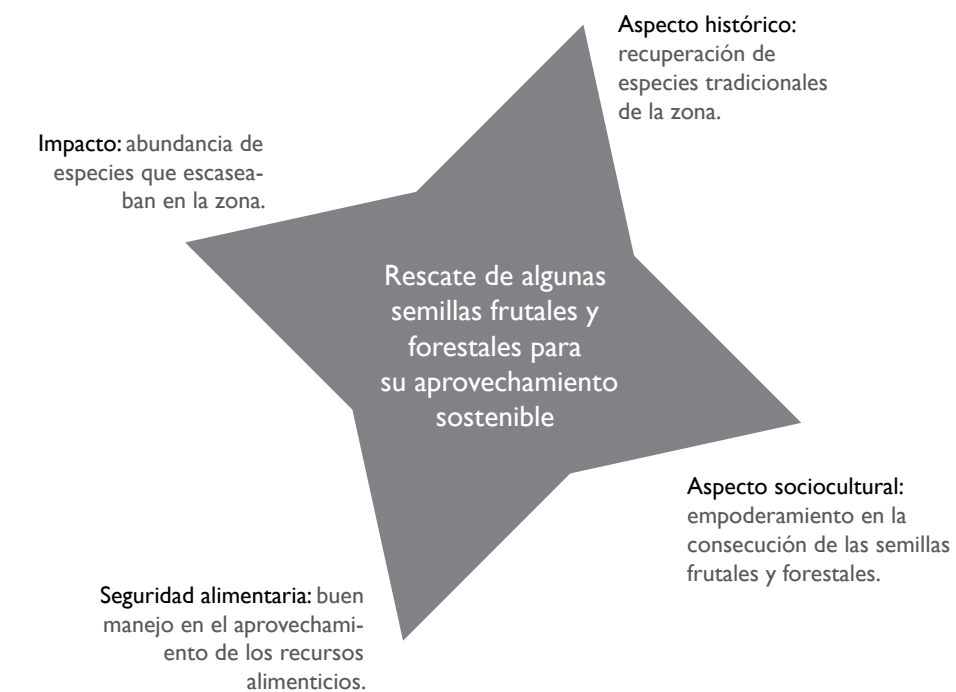 Aspecto histórico:
recuperación de
especies tradicionales
de la zona.
Impacto: abundancia de
especies que escasea-
ban en la zona.
Rescate de algunas
semillas frutales y
forestales para
su aprovechamiento
sostenible
Aspecto sociocultural:
empoderamiento en la
consecución de las semillas
frutales y forestales.
Seguridad alimentaria: buen
manejo en el aprovechami-
ento de los recursos
alimenticios.